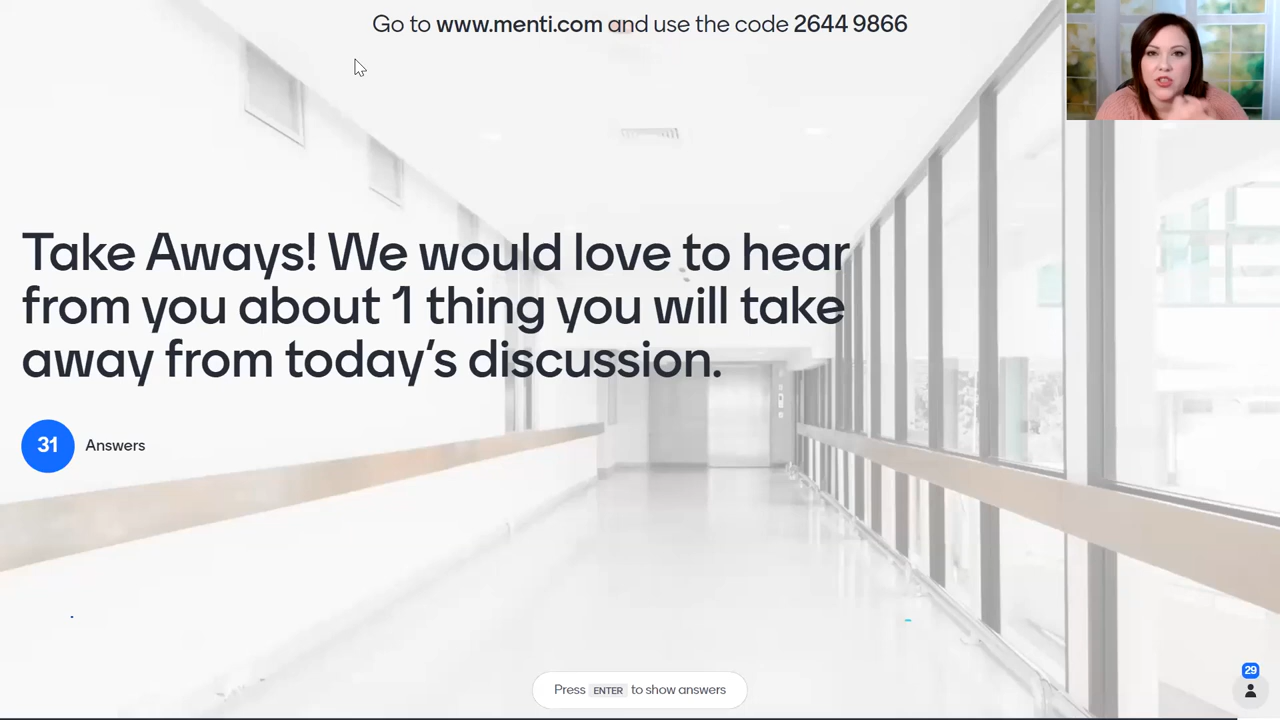 Go to www.menti.com and use the code 2644 9866
Take Aways! We would love to hear
from you about 1 thing you will take
away from today's discussion.
31 Answers
Press ENTER to show answers
29